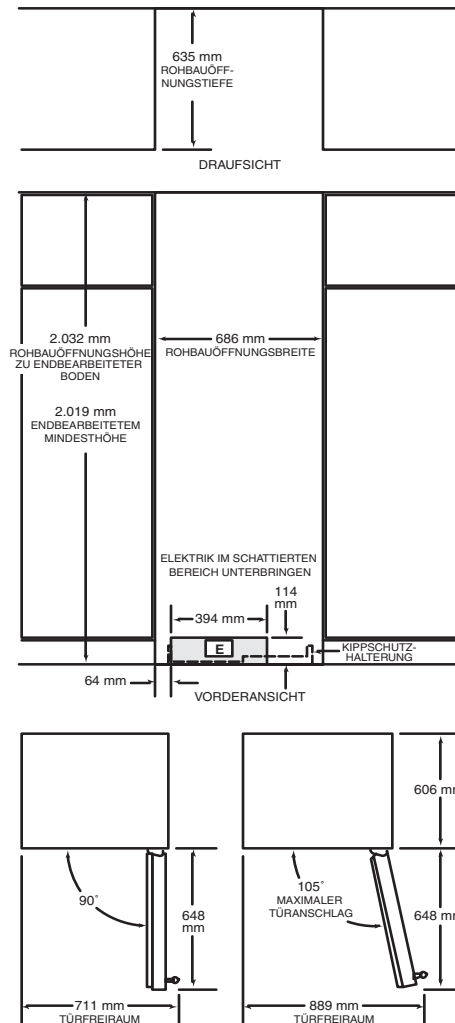 635 mm
ROHBAUÖFF-
NUNGSTIEFE
DRAUFSICHT
2.032 mm
ROHBAUÖFFNUNGSHÖHE
ZU ENDBEARBEITETER
BODEN
2.019 mm
ENDBEARBEITETEM
MINDESTHÖHE
686 mm
ROHBAUÖFFNUNGSBREITE
ELEKTRIK IM SCHATTIERTEN
BEREICH UNTERBRINGEN
114
mm
394 mm
E
KIPPSCHUTZ-
HALTERUNG
64 mm
VORDERANSICHT
606 mm
90°
648
mm
105°
MAXIMALER
TÜRANSCHLAG
648 mm
711 mm
TÜRFREIRAUM
889 mm
TÜRFREIRAUM